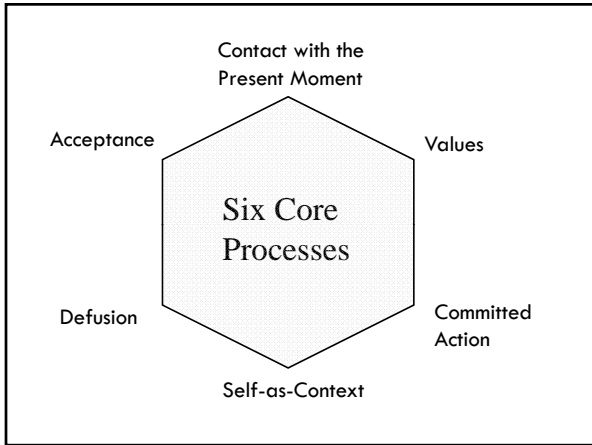 Contact with the
Present Moment
Acceptance
Values
Six Core
Processes
Defusion
Committed
Action
Self-as-Context